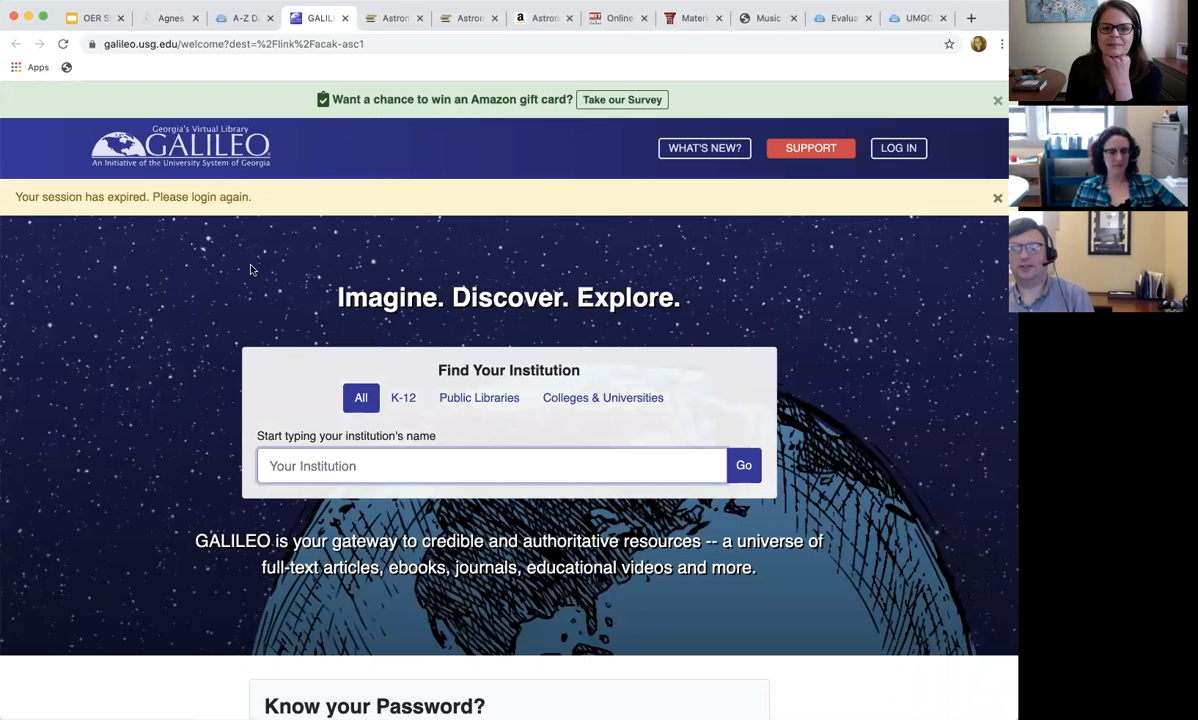 OER S
Agnes
A-Z D
GALIL
Astron
Astron
Astron
Online
Mater
Music
Evalua
UMGC
galileo.usg.edu/welcome?dest=%2Flink%2Facak-asc1
Apps
Want a chance to win an Amazon gift card? Take our Survey
Georgia's Virtual Library
GALILEO
An Initiative of the University System of Georgia
WHAT'S NEW?
SUPPORT
LOG IN
Your session has expired. Please login again.
Imagine. Discover. Explore.
Find Your Institution
All K-12 Public Libraries Colleges & Universities
Start typing your institution's name
Your Institution
Go
GALILEO is your gateway to credible and authoritative resources -- a universe of
full-text articles, ebooks, journals, educational videos and more.
Know your Password?